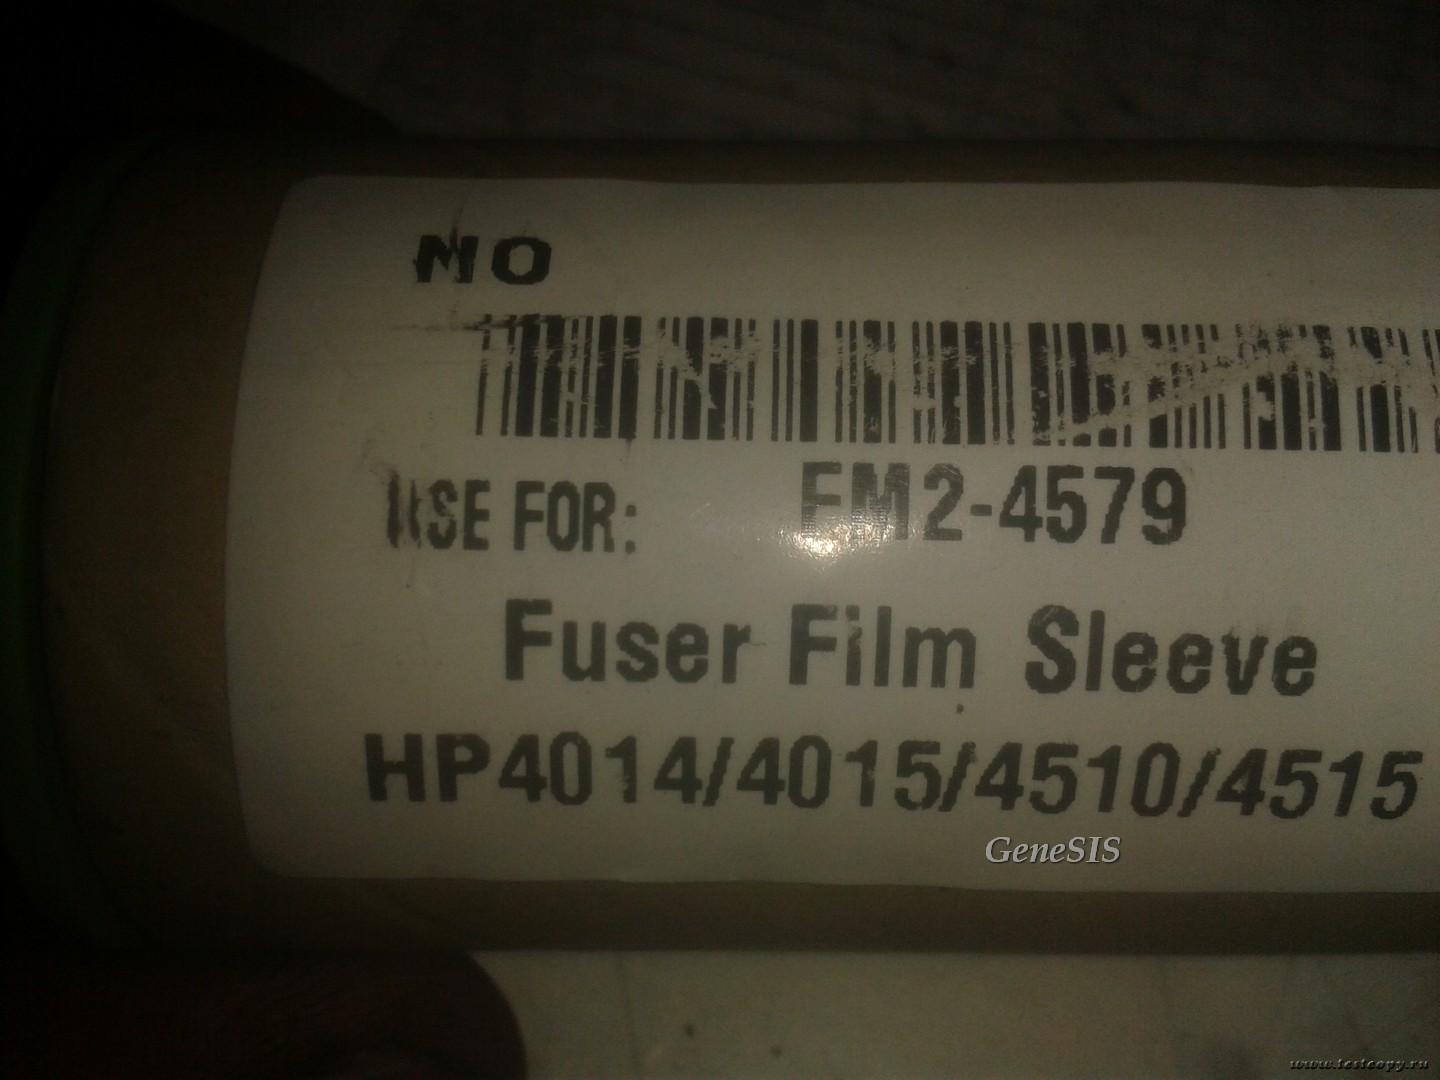 NO
USE FOR: FM2-4579
Fuser Film Sleeve
HP4014/4015/4510/4515
GeneSIS
www.testcopy.ru